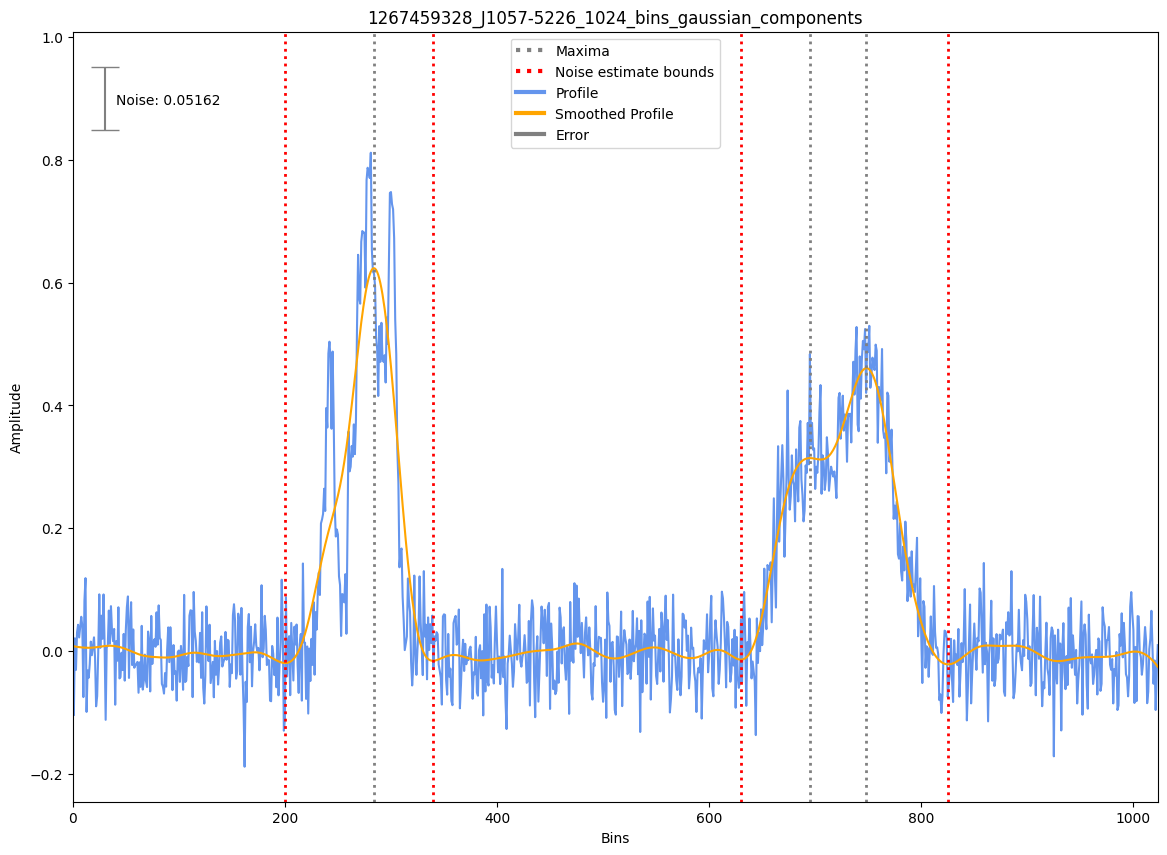 1267459328_J1057-5226_1024_bins_gaussian_components
Maxima
Noise estimate bounds
Profile
Smoothed Profile
Error
Noise: 0.05162
1.0
0.8
0.6
0.4
0.2
0.0
−0.2
Amplitude
0 200 400 600 800 1000
Bins